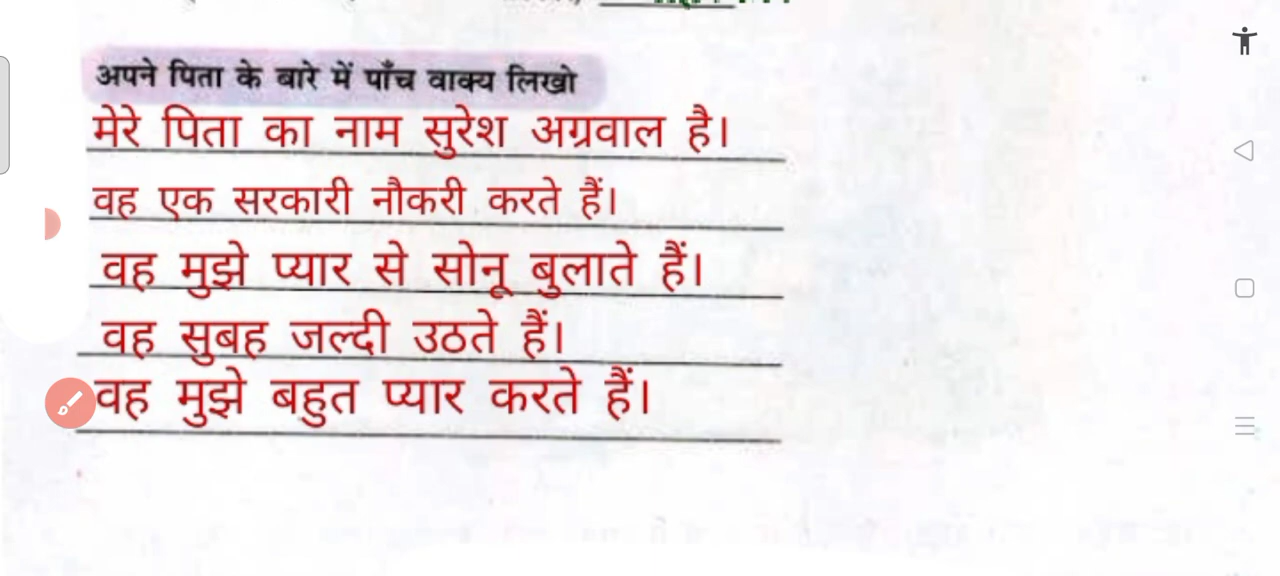 अपने पिता के बारे में पाँच वाक्य लिखो
मेरे पिता का नाम सुरेश अग्रवाल है।
वह एक सरकारी नौकरी करते हैं।
वह मुझे प्यार से सोनू बुलाते हैं।
वह सुबह जल्दी उठते हैं।
वह मुझे बहुत प्यार करते हैं।